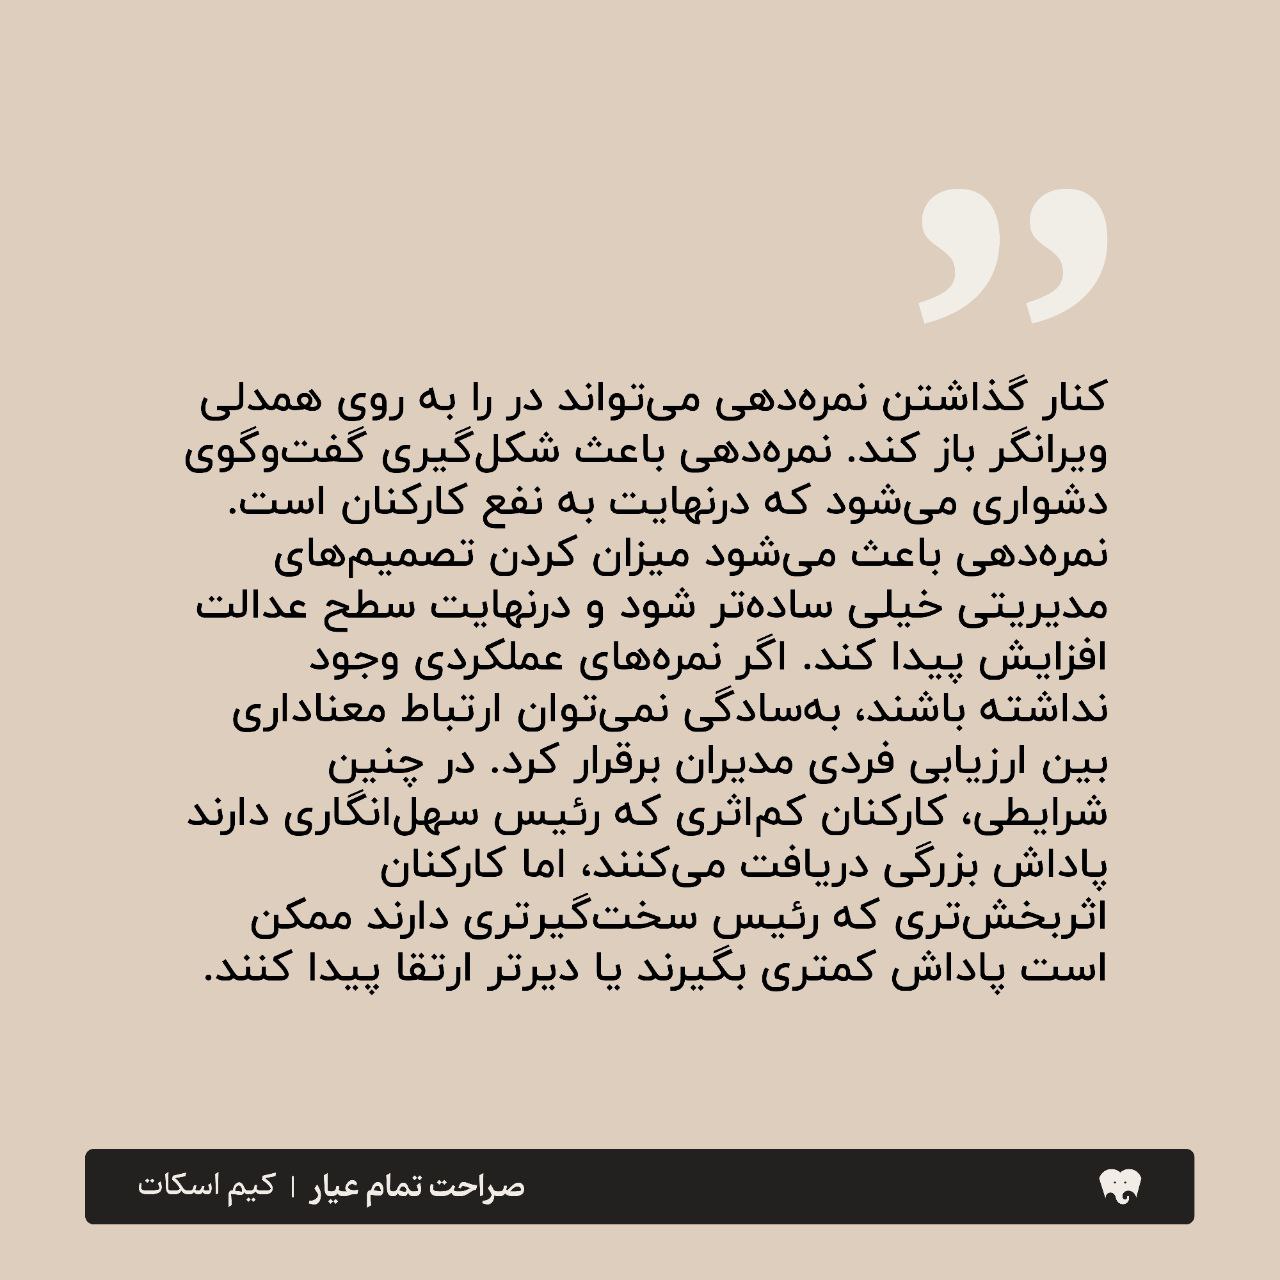 ”
کنار گذاشتن نمره‌دهی می‌تواند در را به روی همدلی
ویرانگر باز کند. نمره‌دهی باعث شکل‌گیری گفت‌وگوی
دشواری می‌شود که درنهایت به نفع کارکنان است.
نمره‌دهی باعث می‌شود میزان کردن تصمیم‌های
مدیریتی خیلی ساده‌تر شود و درنهایت سطح عدالت
افزایش پیدا کند. اگر نمره‌های عملکردی وجود
نداشته باشند، به‌سادگی نمی‌توان ارتباط معناداری
بین ارزیابی فردی مدیران برقرار کرد. در چنین
شرایطی، کارکنان کم‌اثری که رئیس سهل‌انگاری دارند
پاداش بزرگی دریافت می‌کنند، اما کارکنان
اثربخش‌تری که رئیس سخت‌گیرتری دارند ممکن
است پاداش کمتری بگیرند یا دیرتر ارتقا پیدا کنند.
صراحت تمام عیار | کیم اسکات